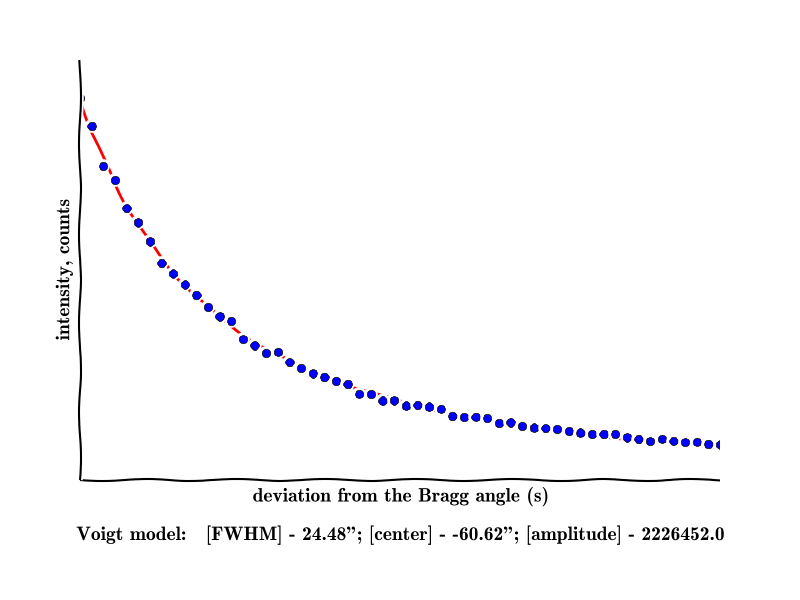 intensity, counts
deviation from the Bragg angle (s)
Voigt model: [FWHM] - 24.48”; [center] - -60.62”; [amplitude] - 2226452.0